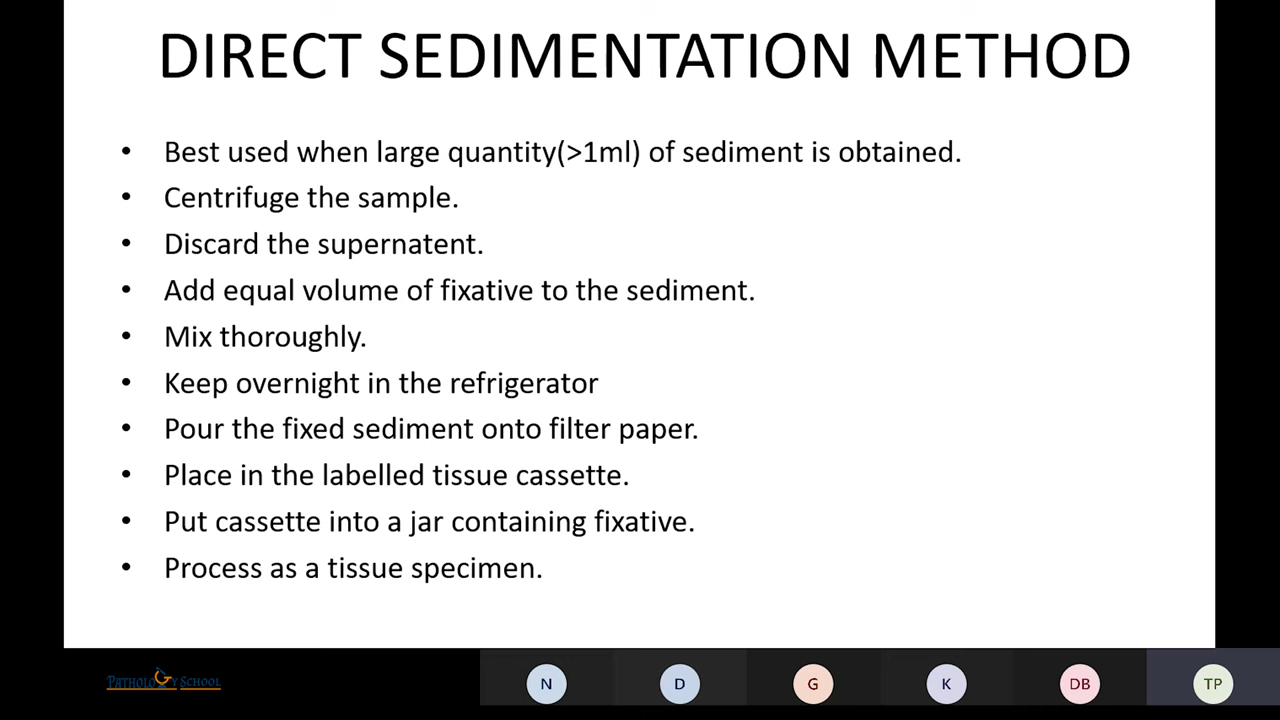 DIRECT SEDIMENTATION METHOD
• Best used when large quantity(>1ml) of sediment is obtained.
• Centrifuge the sample.
• Discard the supernatent.
• Add equal volume of fixative to the sediment.
• Mix thoroughly.
• Keep overnight in the refrigerator
• Pour the fixed sediment onto filter paper.
• Place in the labelled tissue cassette.
• Put cassette into a jar containing fixative.
• Process as a tissue specimen.
PATHOLOGY SCHOOL
N D G K DB TP